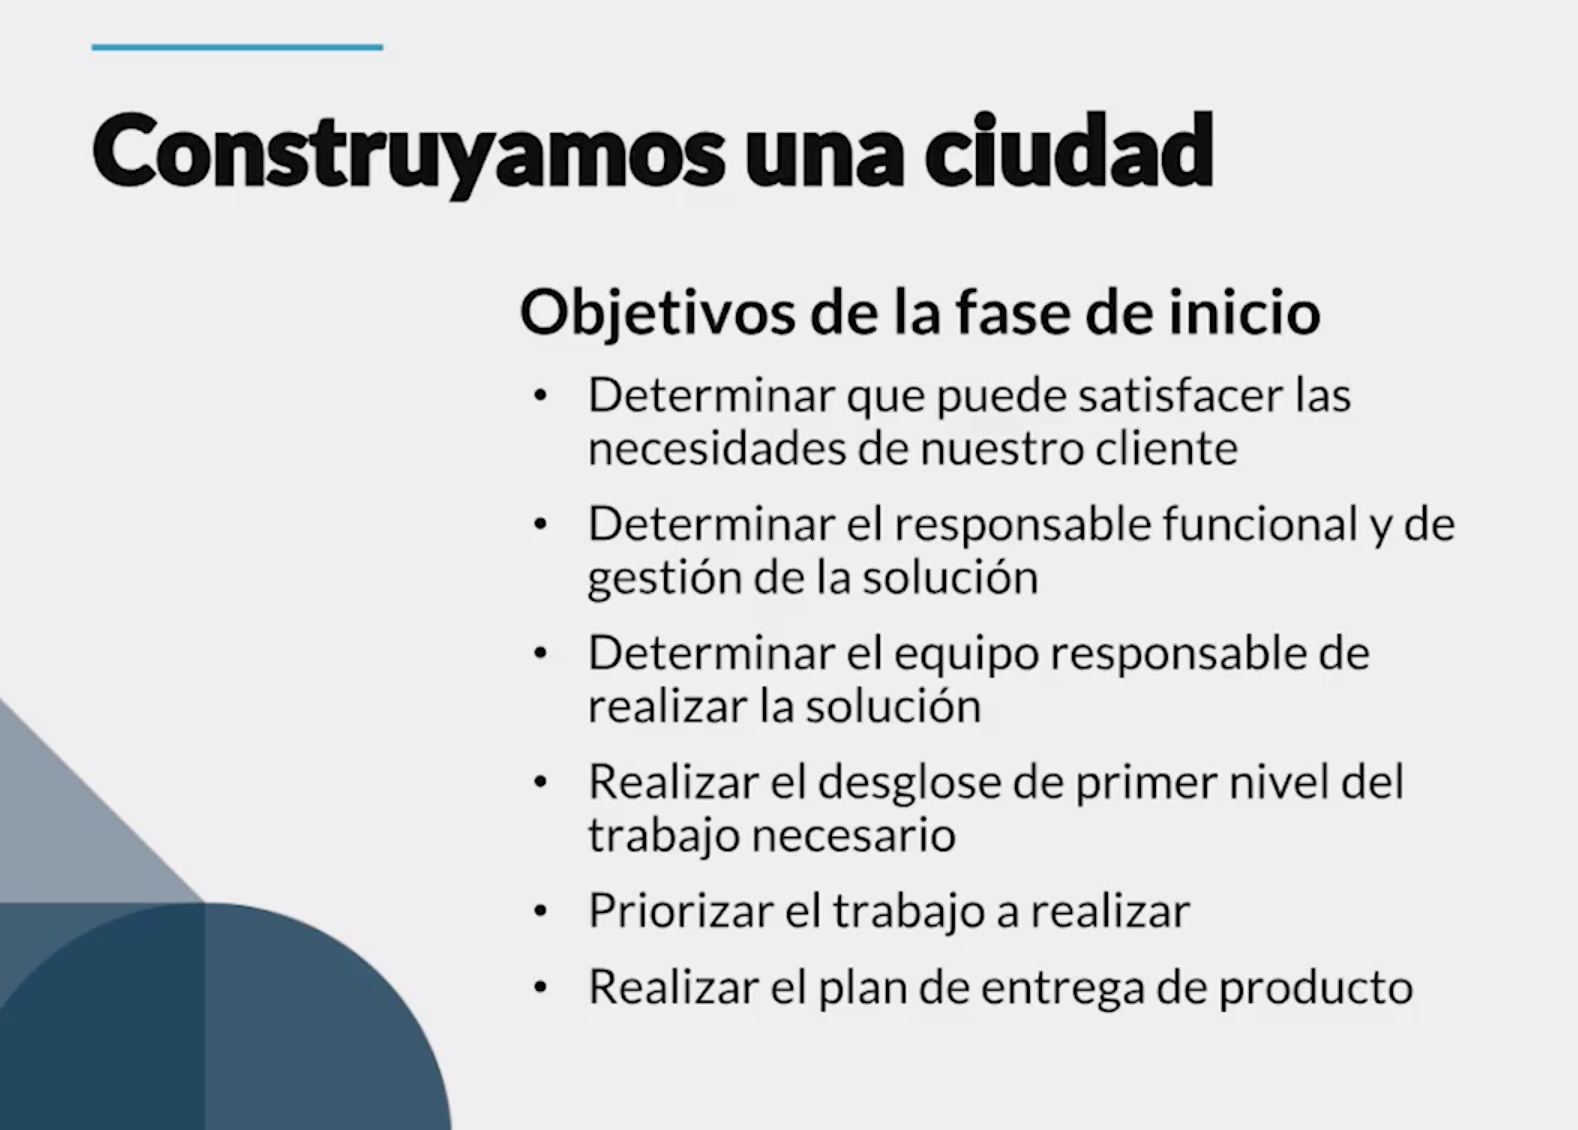 Construyamos una ciudad
Objetivos de la fase de inicio
• Determinar que puede satisfacer las
necesidades de nuestro cliente
• Determinar el responsable funcional y de
gestión de la solución
• Determinar el equipo responsable de
realizar la solución
• Realizar el desglose de primer nivel del
trabajo necesario
• Priorizar el trabajo a realizar
• Realizar el plan de entrega de producto